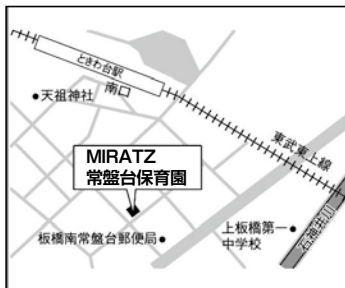 ときわ台駅
南口
●天祖神社
東武東上線
MIRATZ
常盤台保育園
石神井川
上板橋第一●
中学校
板橋南常盤台郵便局●